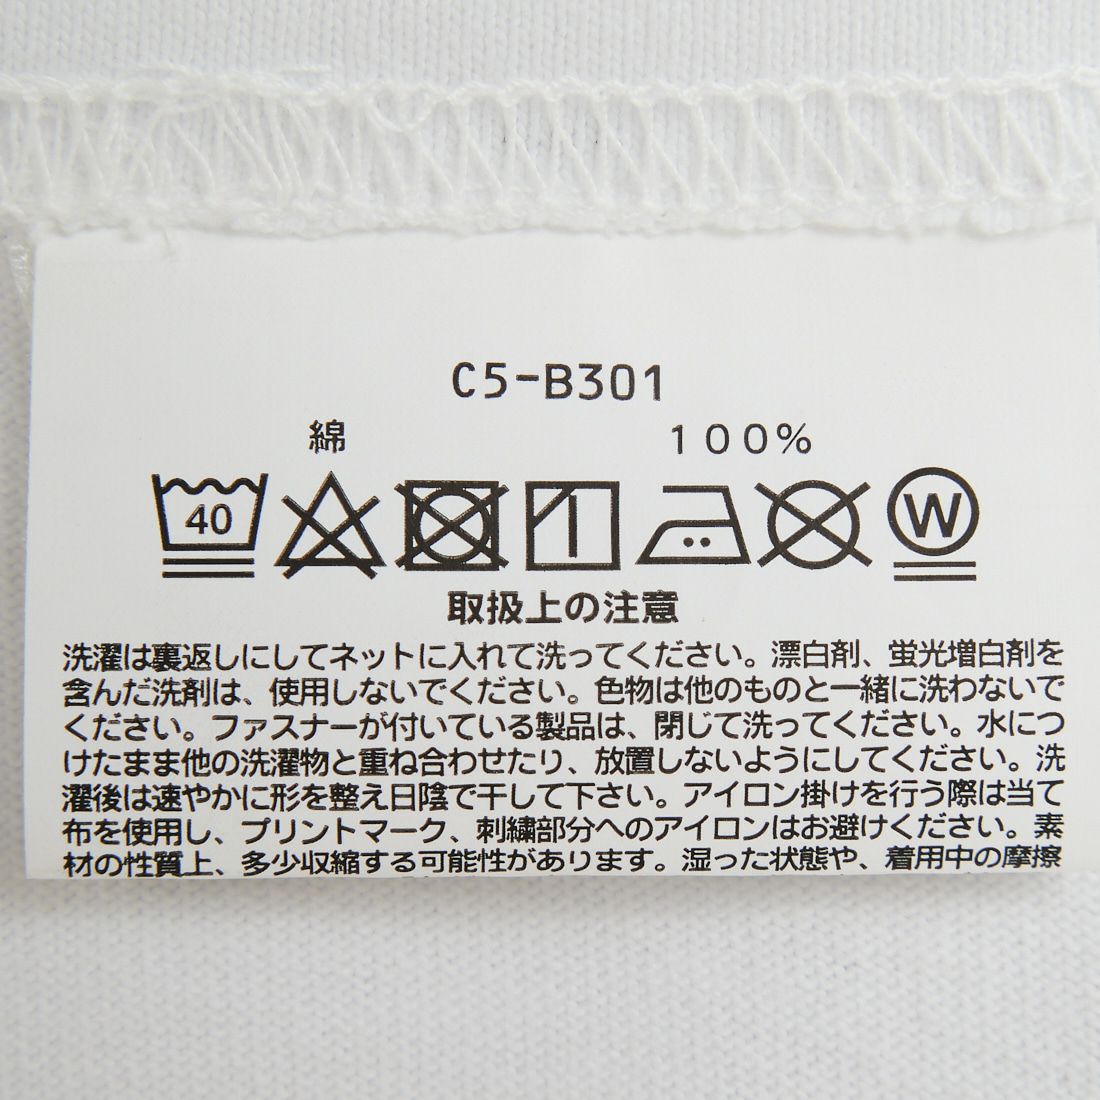 C5-B301
綿 100%
40
W
取扱上の注意
洗濯は裏返しにしてネットに入れて洗ってください。漂白剤、蛍光増白剤を
含んだ洗剤は、使用しないでください。色物は他のものと一緒に洗わないで
ください。ファスナーが付いている製品は、閉じて洗ってください。水につ
けたまま他の洗濯物と重ね合わせたり、放置しないようにしてください。洗
濯後は速やかに形を整え日陰で干して下さい。アイロン掛けを行う際は当て
布を使用し、プリントマーク、刺繍部分へのアイロンはお避けください。素
材の性質上、多少収縮する可能性があります。湿った状態や、着用中の摩擦